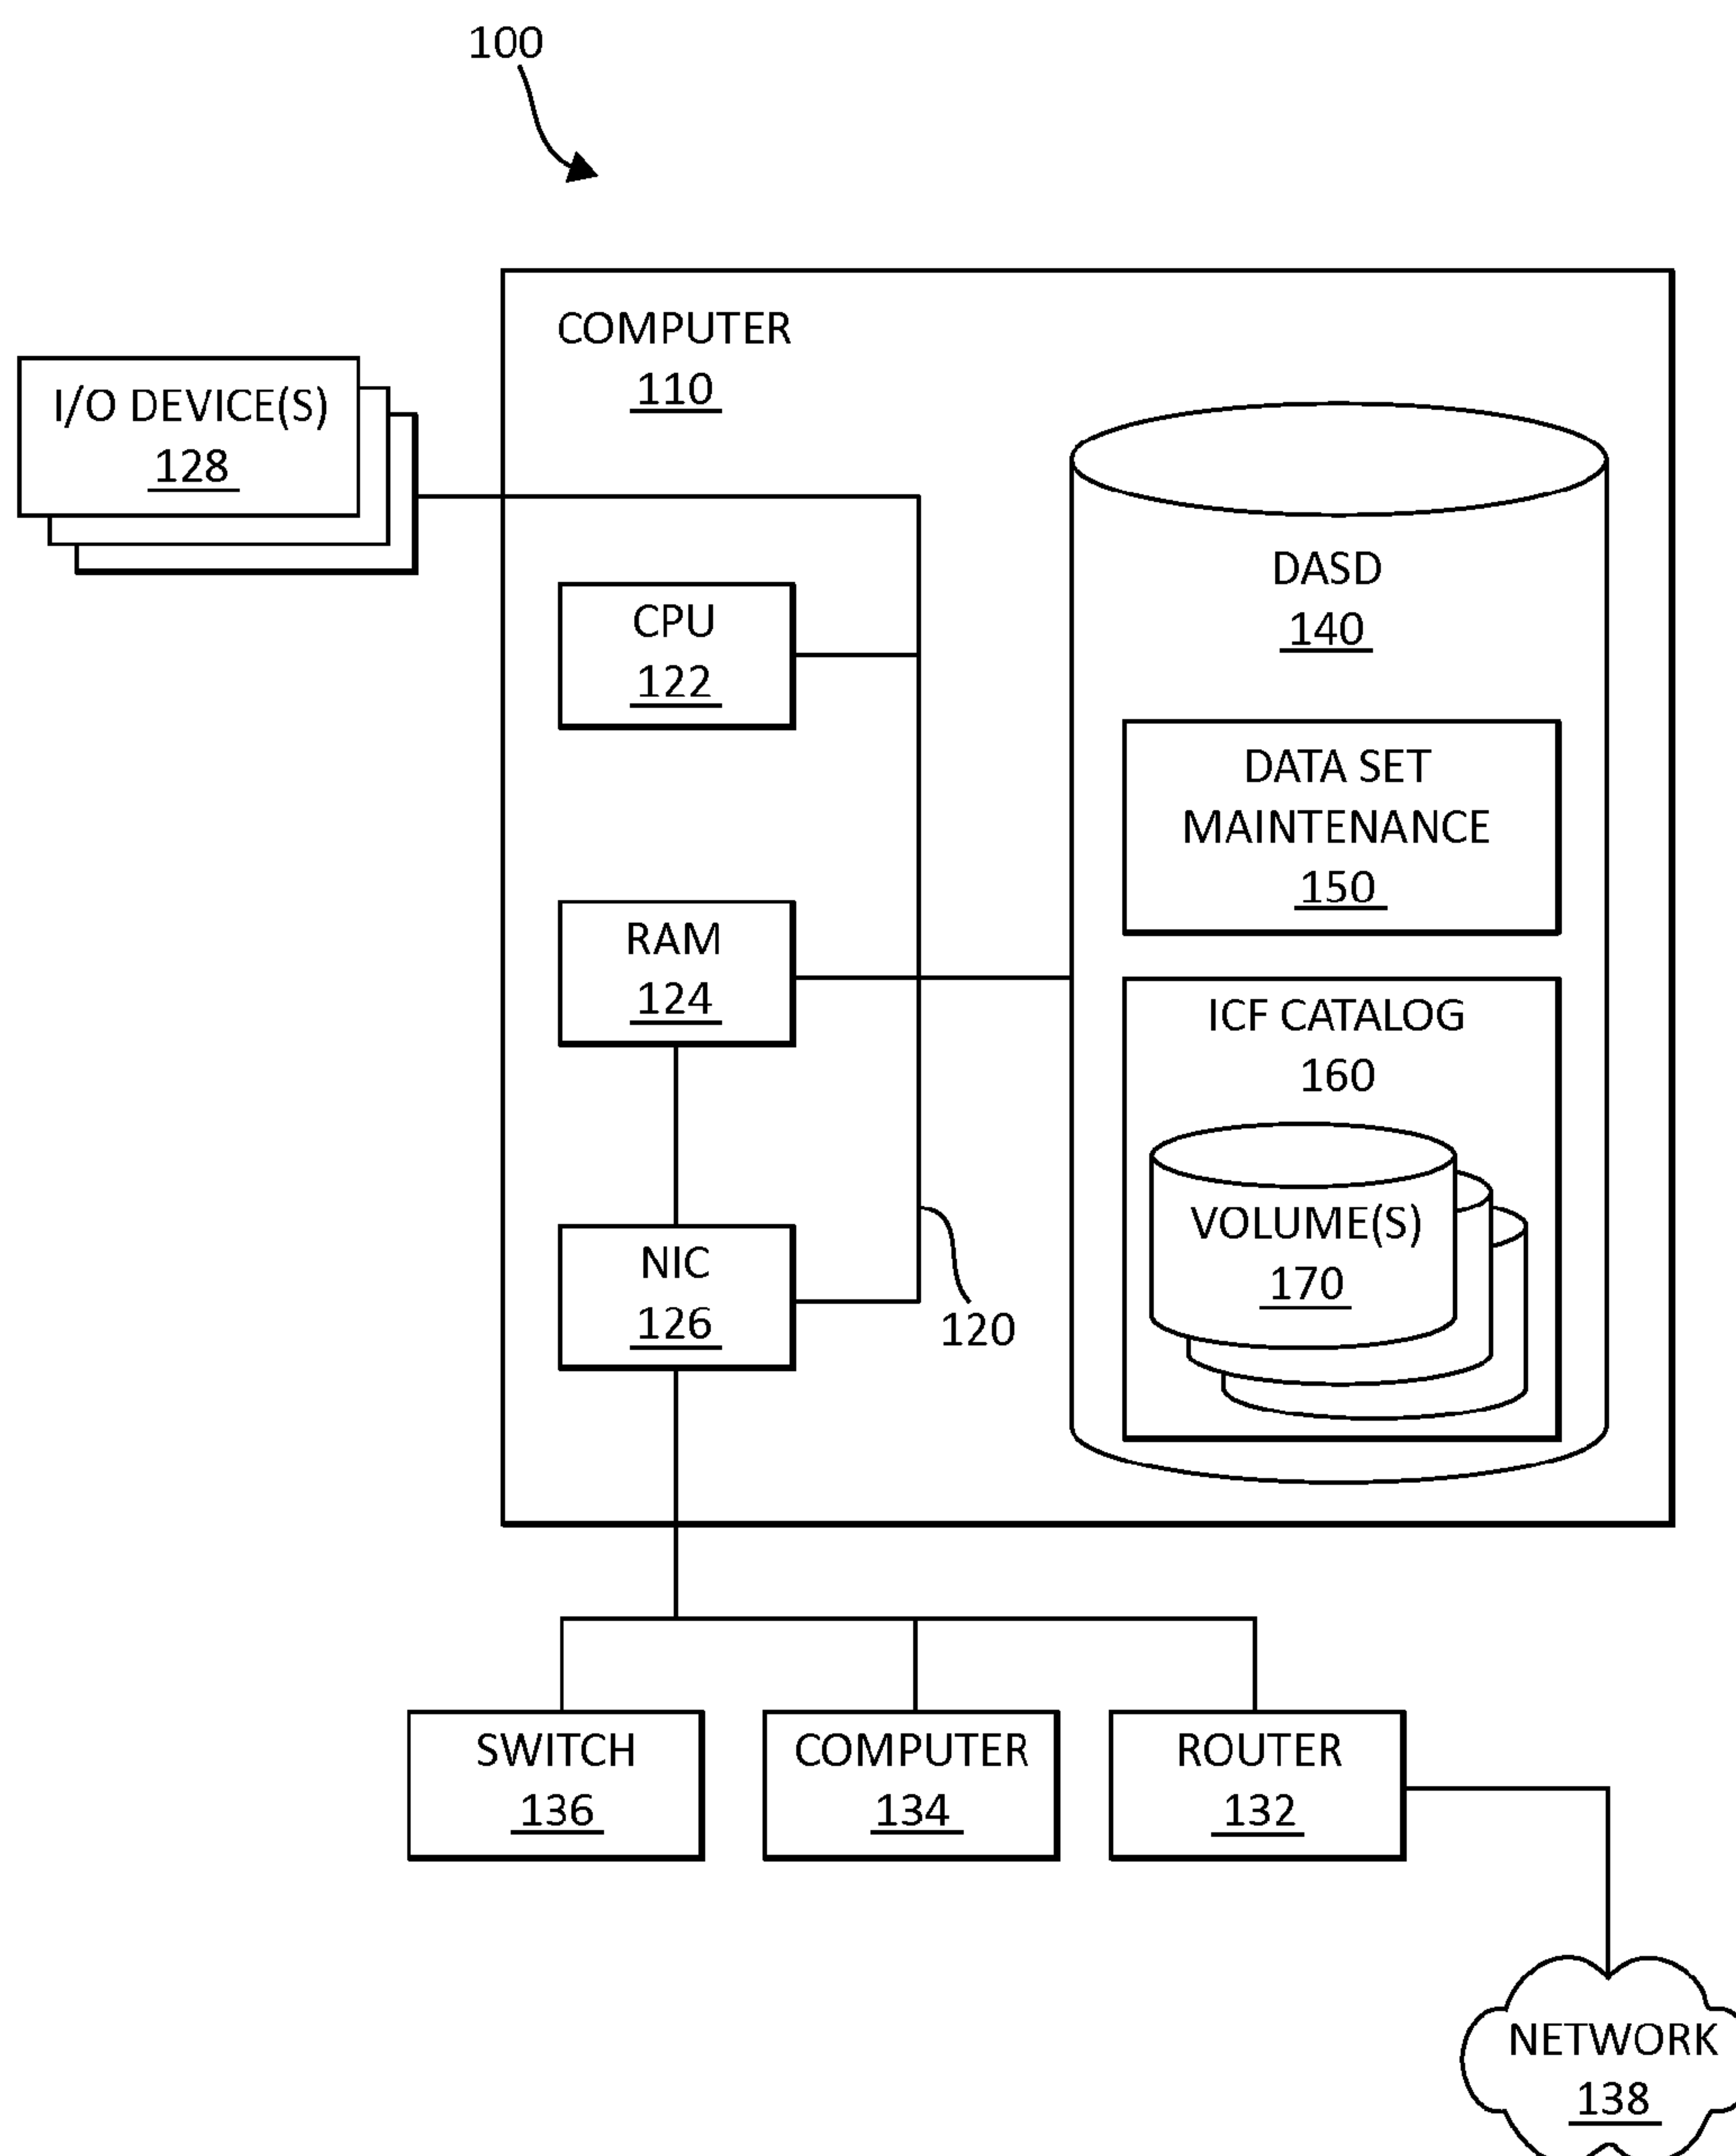 100
COMPUTER
110
I/O DEVICE(S)
128
DASD
140
CPU
122
DATA SET
MAINTENANCE
150
RAM
124
ICF CATALOG
160
VOLUME(S)
170
NIC
126
120
SWITCH
136
COMPUTER
134
ROUTER
132
NETWORK
138